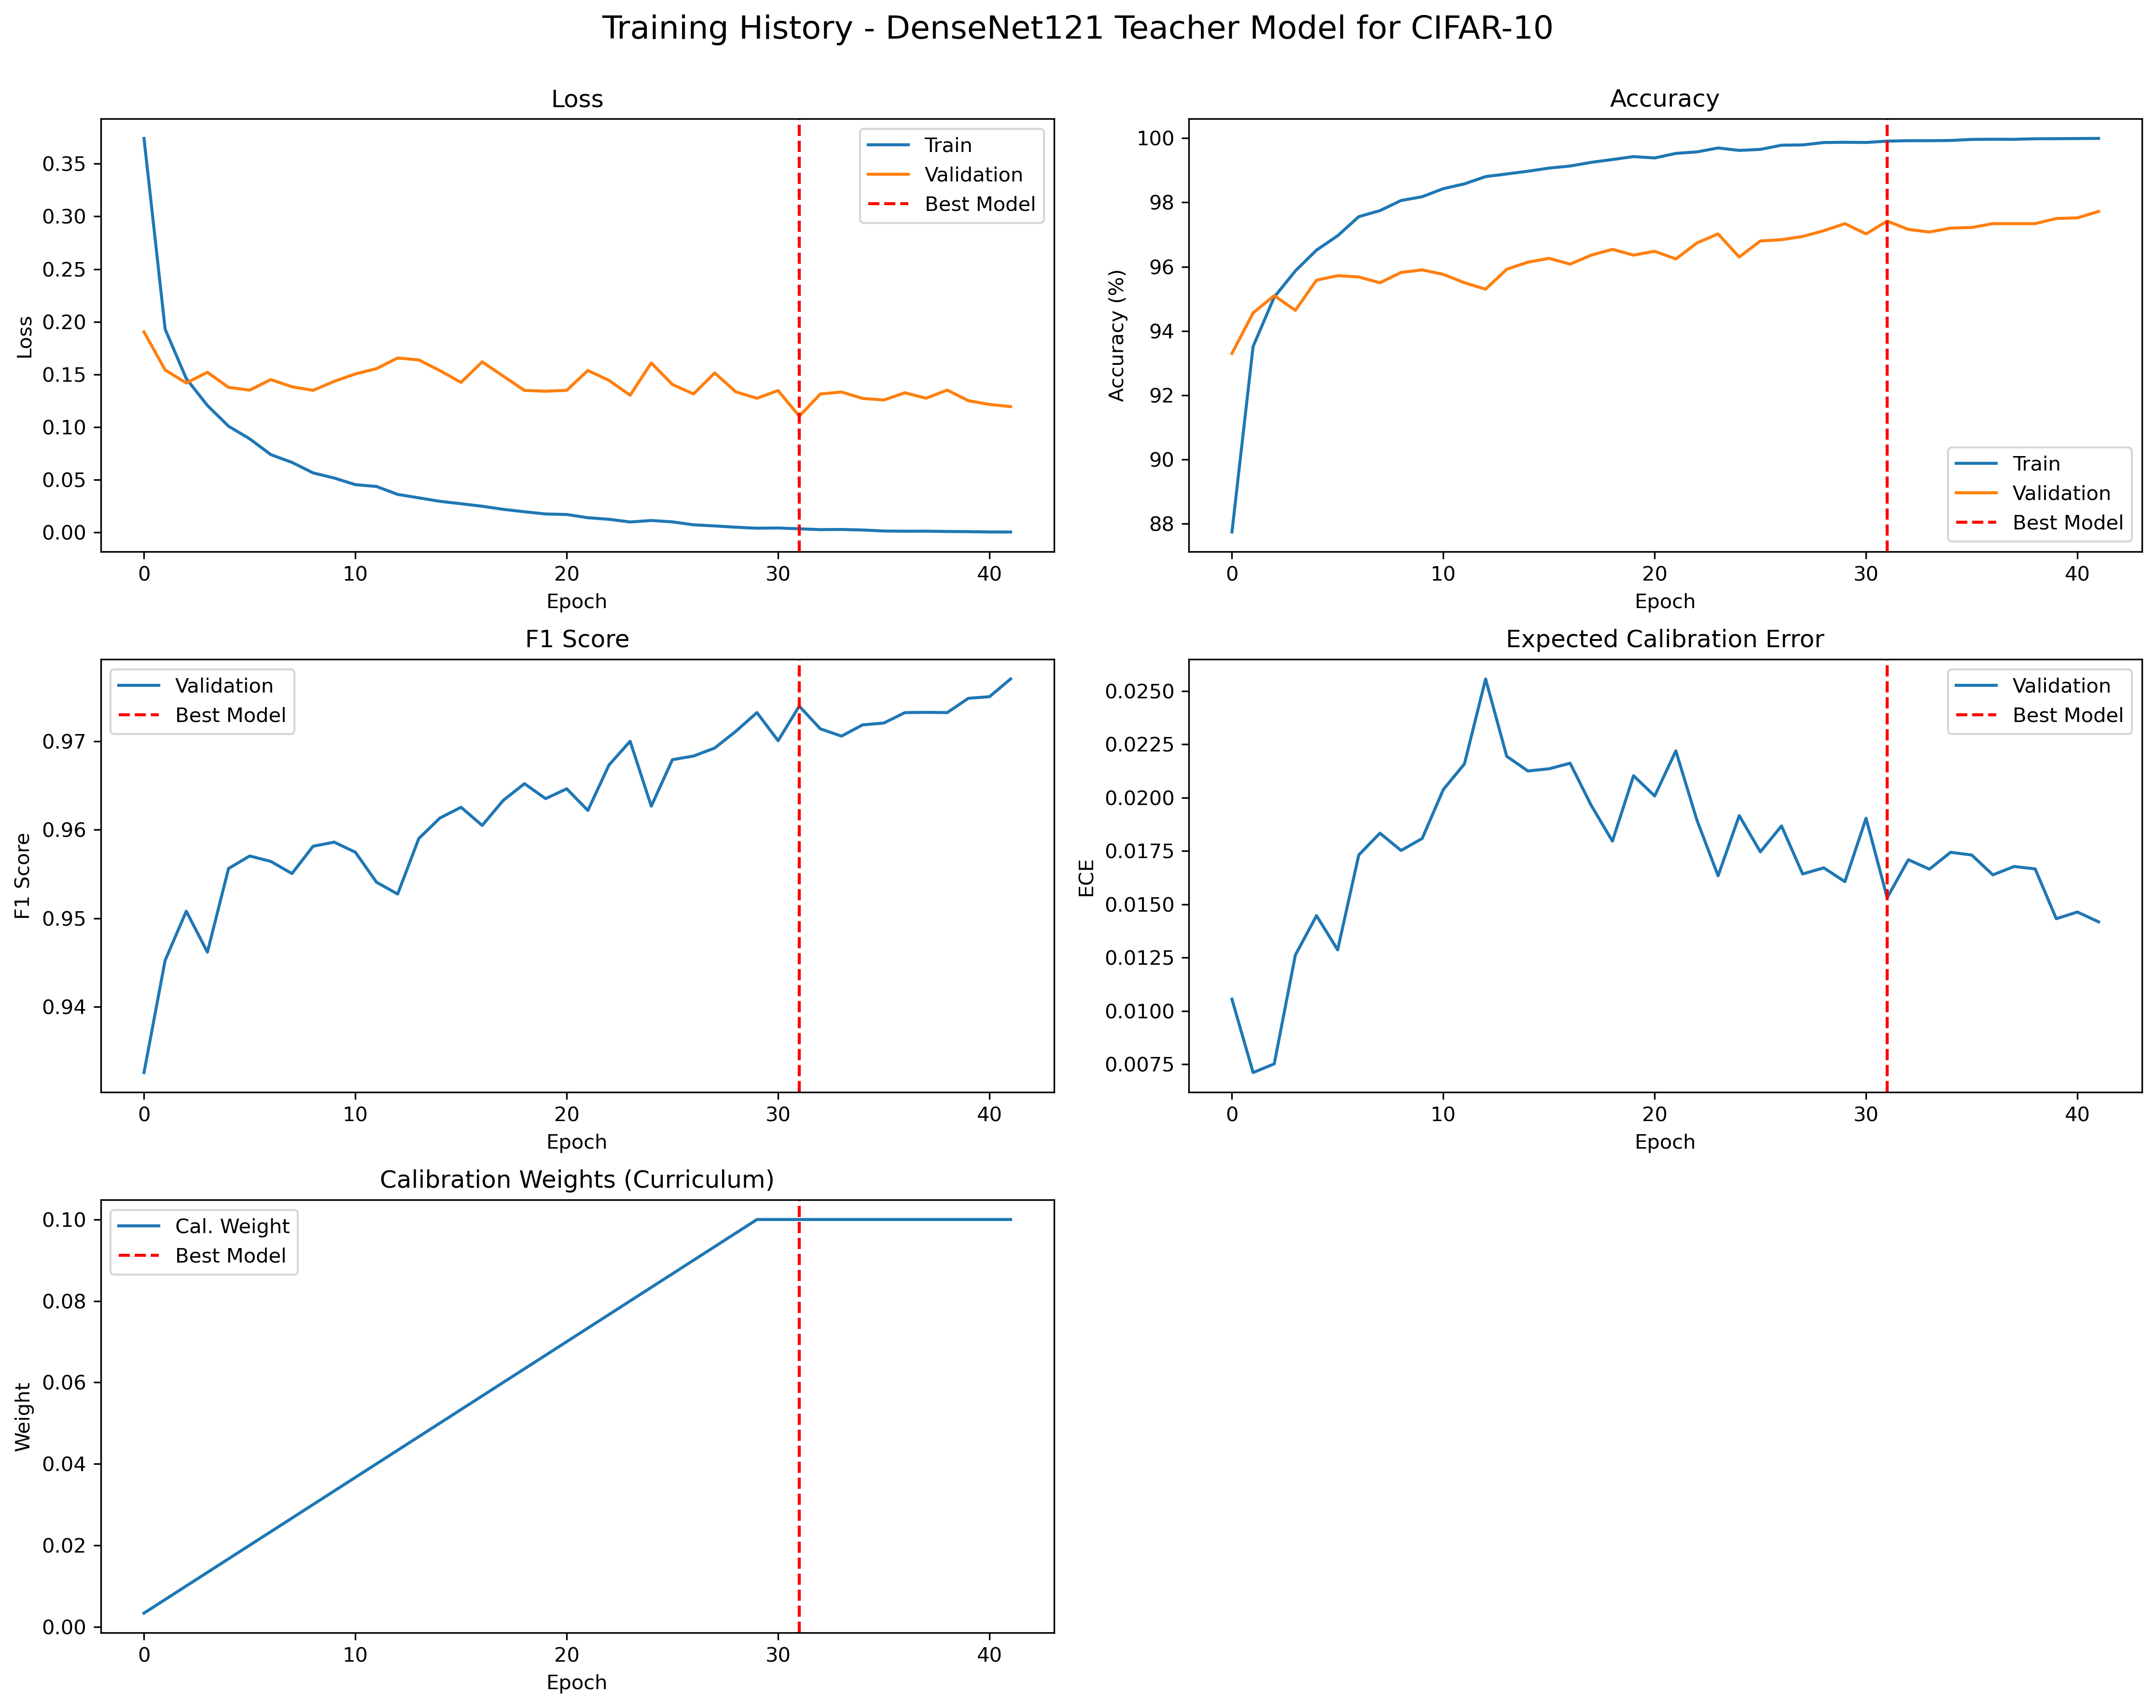 Training History - DenseNet121 Teacher Model for CIFAR-10
Loss
Loss
0.35
0.30
0.25
0.20
0.15
0.10
0.05
0.00
0 10 20 30 40
Epoch
Train
Validation
Best Model
Accuracy
Accuracy (%)
100
98
96
94
92
90
88
0 10 20 30 40
Epoch
Train
Validation
Best Model
F1 Score
F1 Score
0.97
0.96
0.95
0.94
0 10 20 30 40
Epoch
Validation
Best Model
Expected Calibration Error
ECE
0.0250
0.0225
0.0200
0.0175
0.0150
0.0125
0.0100
0.0075
0 10 20 30 40
Epoch
Validation
Best Model
Calibration Weights (Curriculum)
Weight
0.10
0.08
0.06
0.04
0.02
0.00
0 10 20 30 40
Epoch
Cal. Weight
Best Model